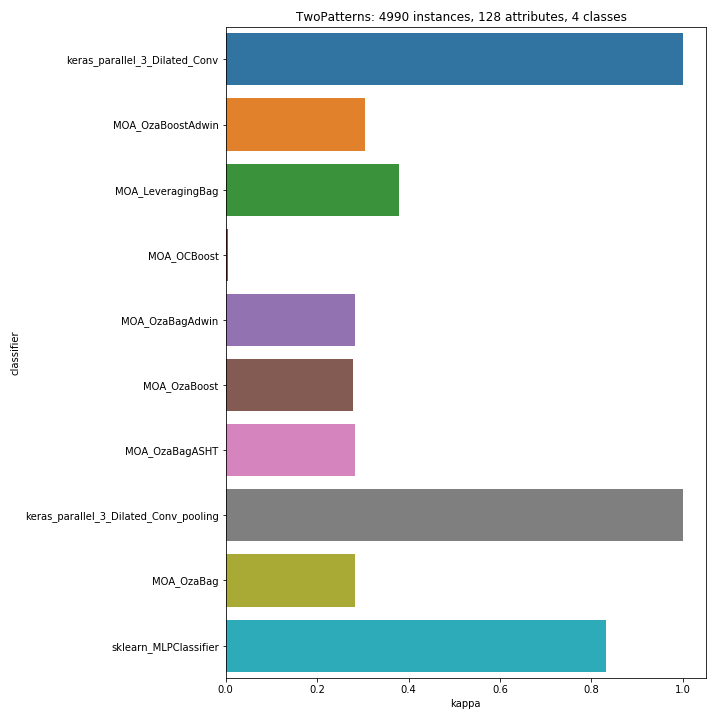 TwoPatterns: 4990 instances, 128 attributes, 4 classes
keras_parallel_3_Dilated_Conv
MOA_OzaBoostAdwin
MOA_LeveragingBag
MOA_OCBoost
MOA_OzaBagAdwin
classifier
MOA_OzaBoost
MOA_OzaBagASHT
keras_parallel_3_Dilated_Conv_pooling
MOA_OzaBag
sklearn_MLPClassifier
0.0 0.2 0.4 0.6 0.8 1.0
kappa